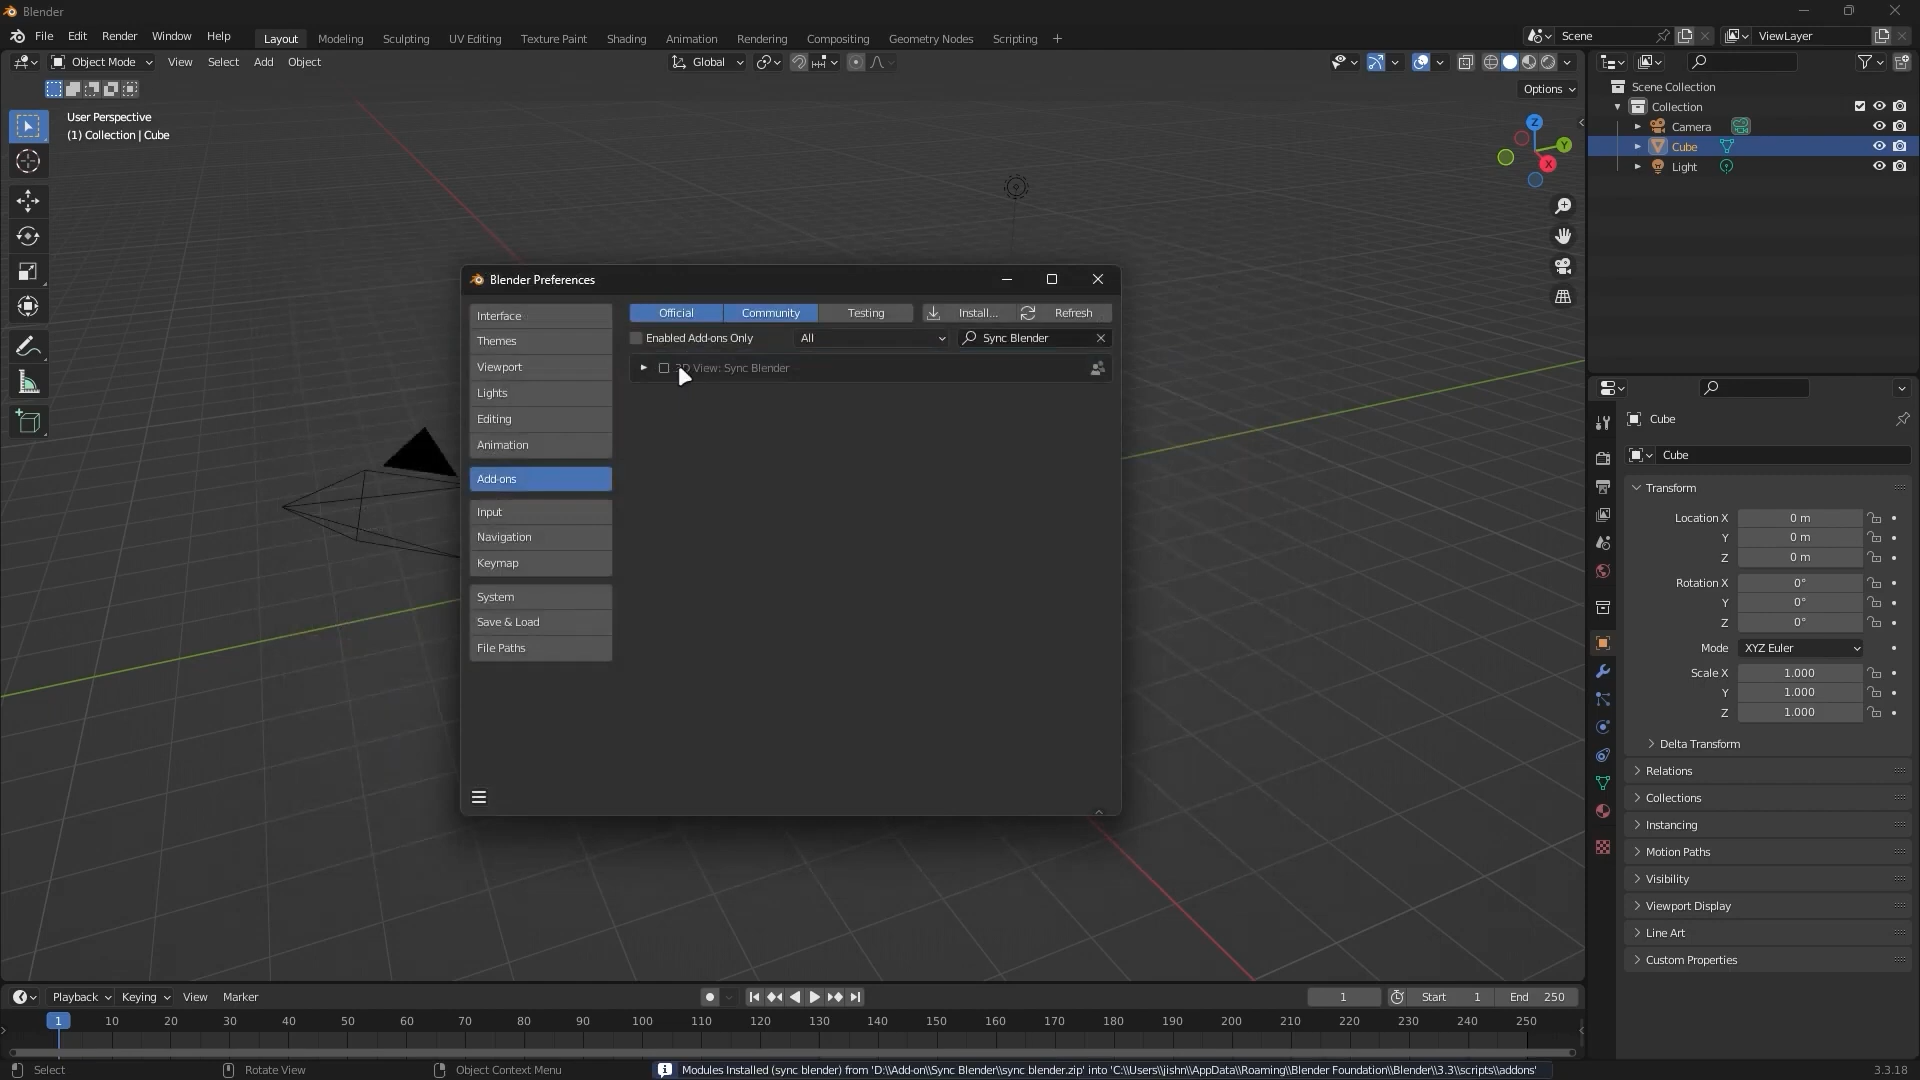 Blender
File Edit Render Window Help Layout Modeling Sculpting UV Editing Texture Paint Shading Animation Rendering Compositing Geometry Nodes Scripting + Scene ViewLayer
Object Mode View Select Add Object Global
Options
User Perspective
(1) Collection | Cube
Z
Y
X
Scene Collection
Collection
Camera
Cube
Light
Blender Preferences
Interface
Themes
Viewport
Lights
Editing
Animation
Add-ons
Input
Navigation
Keymap
System
Save & Load
File Paths
Official Community Testing Install... Refresh
Enabled Add-ons Only All Sync Blender
View: Sync Blender
Cube
Cube
Transform
Location X 0 m
Y 0 m
Z 0 m
Rotation X 0°
Y 0°
Z 0°
Mode XYZ Euler
Scale X 1.000
Y 1.000
Z 1.000
Delta Transform
Relations
Collections
Instancing
Motion Paths
Visibility
Viewport Display
Line Art
Custom Properties
Playback Keying View Marker 1 Start 1 End 250
1 10 20 30 40 50 60 70 80 90 100 110 120 130 140 150 160 170 180 190 200 210 220 230 240 250
Select Rotate View Object Context Menu Modules Installed (sync blender) from 'D:\\Add-on\\Sync Blender\\sync blender.zip' into 'C:\\Users\\jishn\\AppData\\Roaming\\Blender Foundation\\Blender\\3.3\\scripts\\addons' 3.3.18